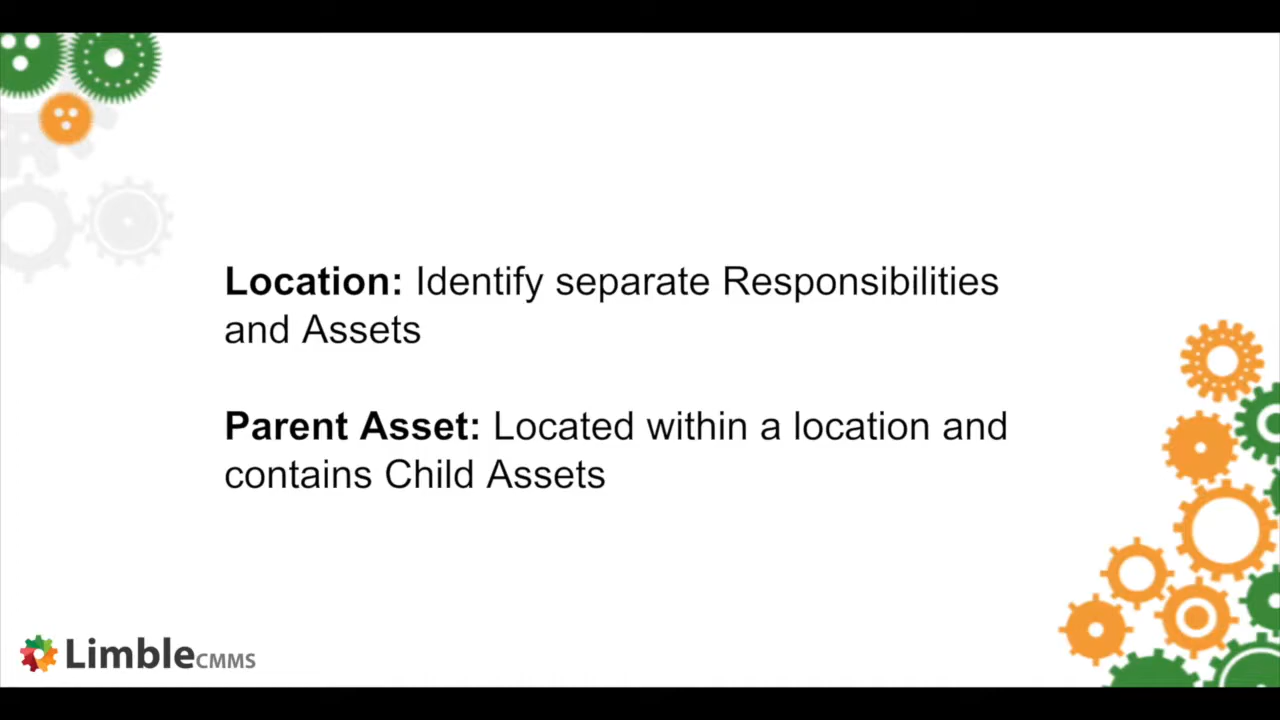 Location: Identify separate Responsibilities
and Assets
Parent Asset: Located within a location and
contains Child Assets
LimbleCMMS